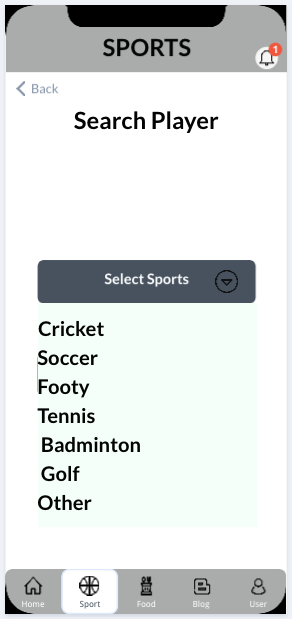 SPORTS
1
Back
Search Player
Select Sports
Cricket
Soccer
Footy
Tennis
Badminton
Golf
Other
Home Sport Food Blog User